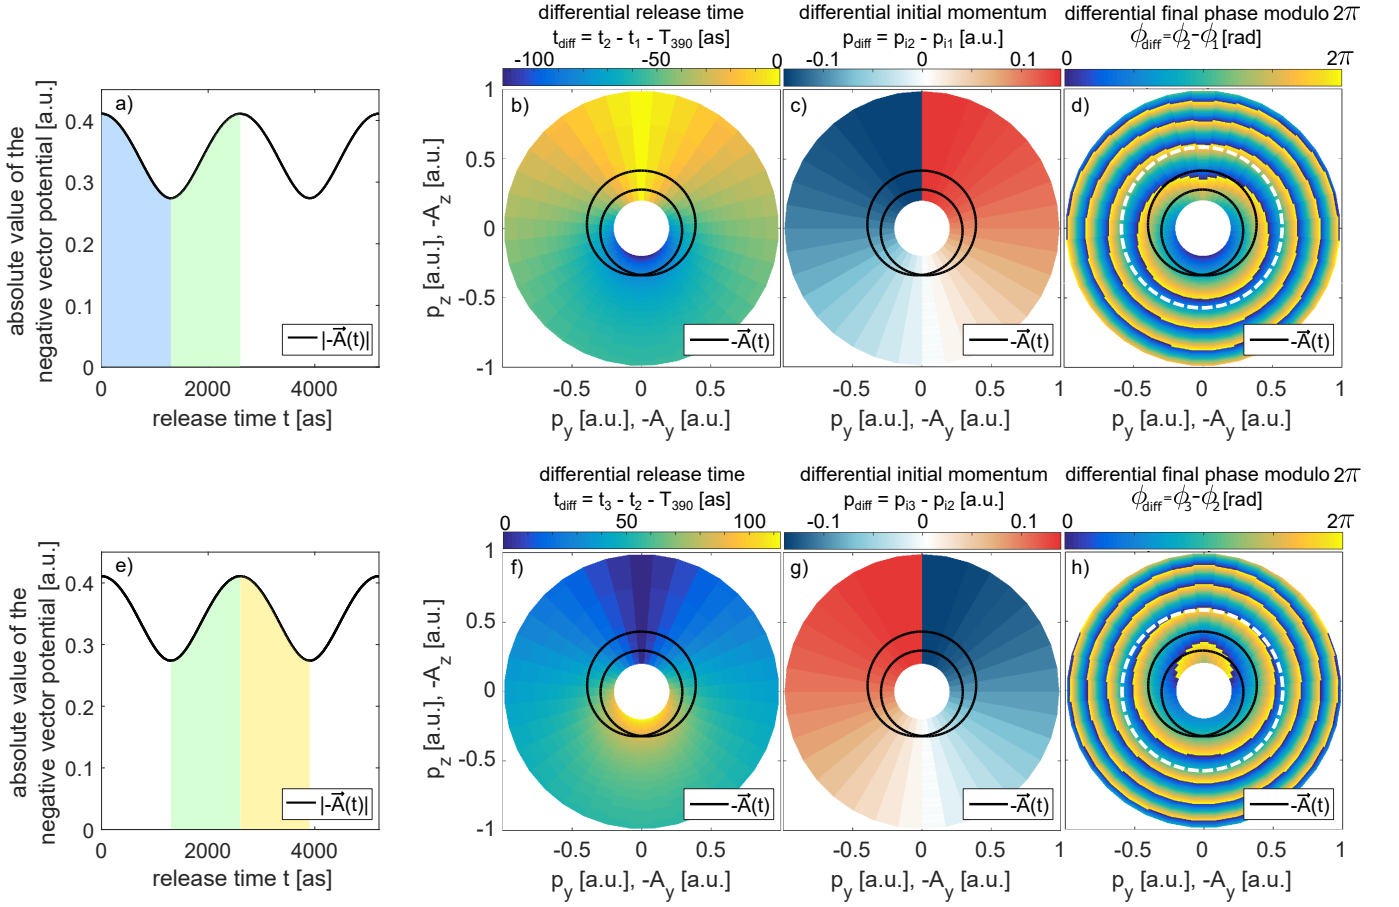 differential release time
t_diff = t_2 - t_1 - T_390 [as]
-100 -50 0
differential initial momentum
p_diff = p_i2 - p_i1 [a.u.]
-0.1 0 0.1
differential final phase modulo 2π
ϕ_diff=ϕ_2-ϕ_1 [rad]
0 2π
a)
absolute value of the
negative vector potential [a.u.]
0.4
0.3
0.2
0.1
0
|-A⃗(t)|
0 2000 4000
release time t [as]
b)
p_z [a.u.], -A_z [a.u.]
1
0.5
0
-0.5
-1
-A⃗(t)
-0.5 0 0.5
p_y [a.u.], -A_y [a.u.]
c)
-A⃗(t)
-0.5 0 0.5
p_y [a.u.], -A_y [a.u.]
d)
-A⃗(t)
-0.5 0 0.5 1
p_y [a.u.], -A_y [a.u.]
differential release time
t_diff = t_3 - t_2 - T_390 [as]
0 50 100
differential initial momentum
p_diff = p_i3 - p_i2 [a.u.]
-0.1 0 0.1
differential final phase modulo 2π
ϕ_diff=ϕ_3-ϕ_2 [rad]
0 2π
e)
absolute value of the
negative vector potential [a.u.]
0.4
0.3
0.2
0.1
0
|-A⃗(t)|
0 2000 4000
release time t [as]
f)
p_z [a.u.], -A_z [a.u.]
1
0.5
0
-0.5
-1
-A⃗(t)
-0.5 0 0.5
p_y [a.u.], -A_y [a.u.]
g)
-A⃗(t)
-0.5 0 0.5
p_y [a.u.], -A_y [a.u.]
h)
-A⃗(t)
-0.5 0 0.5 1
p_y [a.u.], -A_y [a.u.]